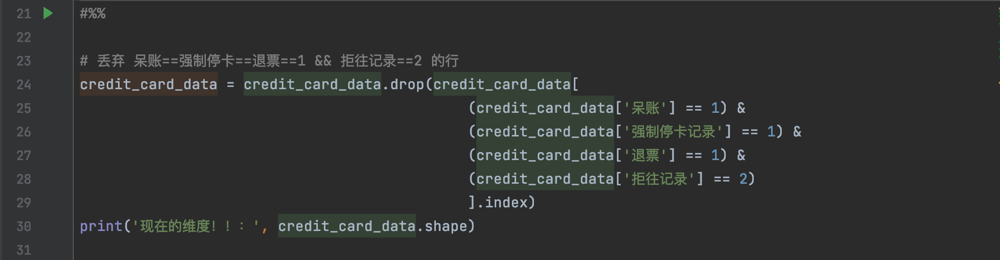 21 #%%
22
23 # 丢弃 呆账==强制停卡==退票==1 && 拒往记录==2 的行
24 credit_card_data = credit_card_data.drop(credit_card_data[
25 (credit_card_data['呆账'] == 1) &
26 (credit_card_data['强制停卡记录'] == 1) &
27 (credit_card_data['退票'] == 1) &
28 (credit_card_data['拒往记录'] == 2)
29 ].index)
30 print('现在的维度！！：', credit_card_data.shape)
31